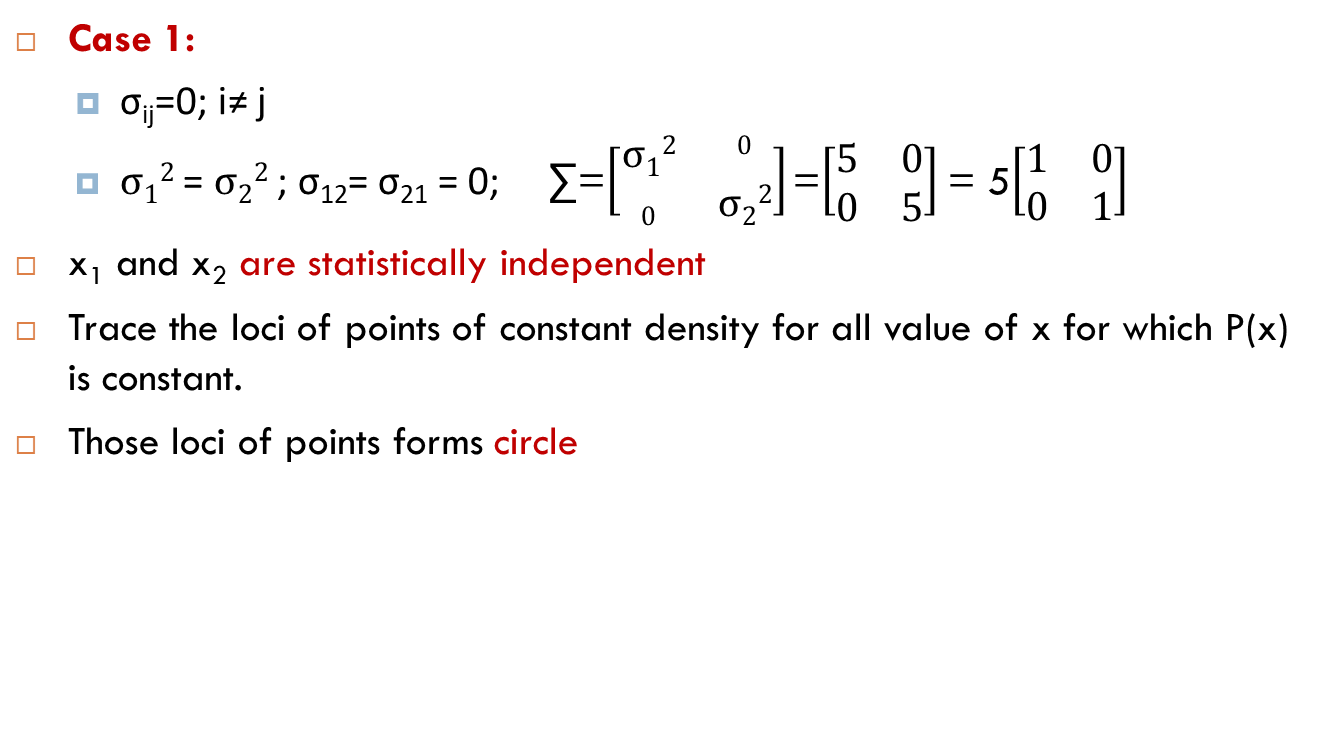 Case 1:
σij=0; i≠ j
σ₁² = σ₂² ; σ₁₂= σ₂₁ = 0; ∑=[σ₁² 0; 0 σ₂²]=[5 0; 0 5] = 5[1 0; 0 1]
x₁ and x₂ are statistically independent
Trace the loci of points of constant density for all value of x for which P(x)
is constant.
Those loci of points forms circle